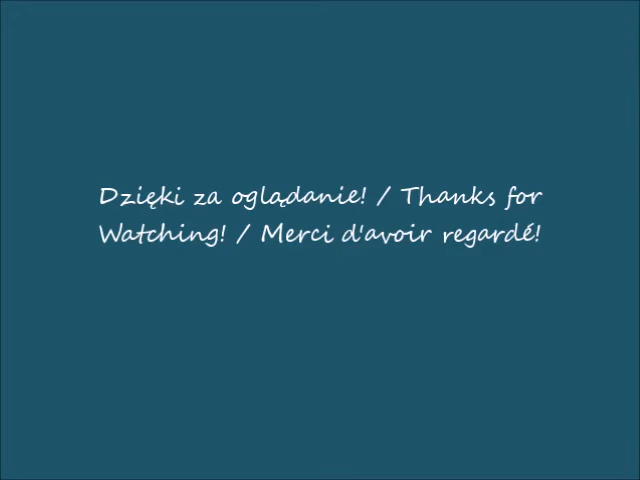 Dzięki za oglądanie! / Thanks for
Watching! / Merci d'avoir regardé!